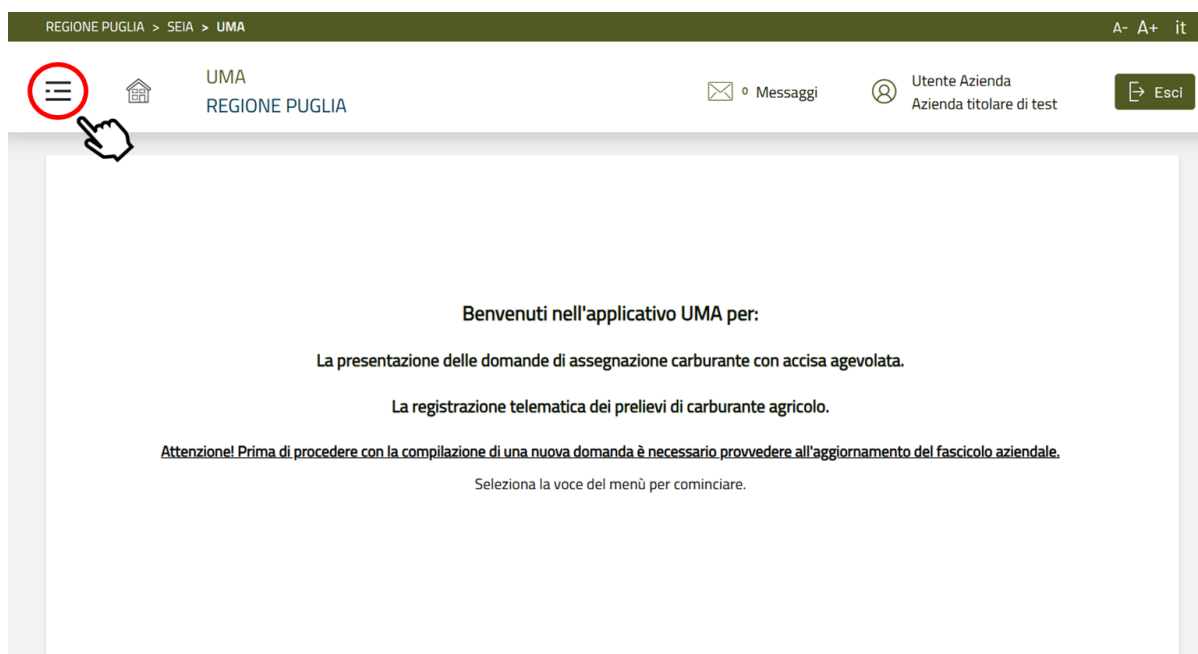 REGIONE PUGLIA > SEIA > UMA
A- A+ it
UMA
REGIONE PUGLIA
0 Messaggi
Utente Azienda
Azienda titolare di test
Esci
Benvenuti nell'applicativo UMA per:
La presentazione delle domande di assegnazione carburante con accisa agevolata.
La registrazione telematica dei prelievi di carburante agricolo.
Attenzione! Prima di procedere con la compilazione di una nuova domanda è necessario provvedere all'aggiornamento del fascicolo aziendale.
Seleziona la voce del menù per cominciare.